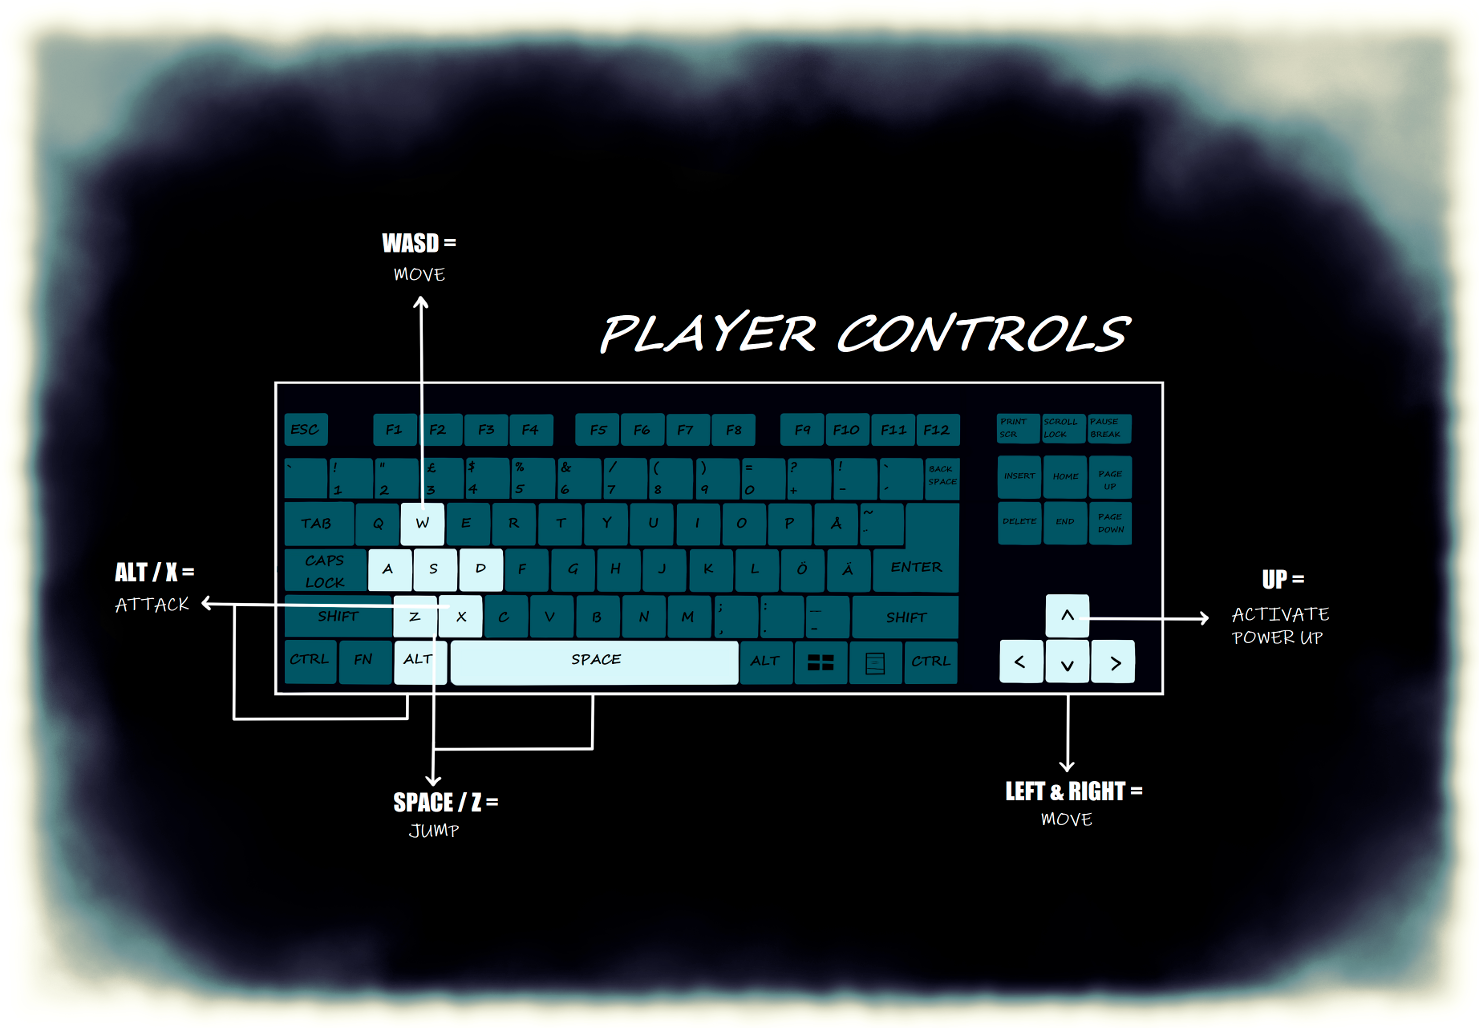 WASD =
MOVE
PLAYER CONTROLS
ESC F1 F2 F3 F4 F5 F6 F7 F8 F9 F10 F11 F12 PRINT SCR SCROLL LOCK PAUSE BREAK
` ! 1 " 2 £ 3 $ 4 % 5 & 6 / 7 ( 8 ) 9 = 0 ? + ! - ` ´ BACK SPACE INSERT HOME PAGE UP
TAB Q W E R T Y U I O P Å ~ ¨ DELETE END PAGE DOWN
CAPS LOCK A S D F G H J K L Ö Ä ENTER
SHIFT Z X C V B N M ; , : . _ - SHIFT ^
CTRL FN ALT SPACE ALT CTRL < v >
ALT / X =
ATTACK
UP =
ACTIVATE
POWER UP
SPACE / Z =
JUMP
LEFT & RIGHT =
MOVE